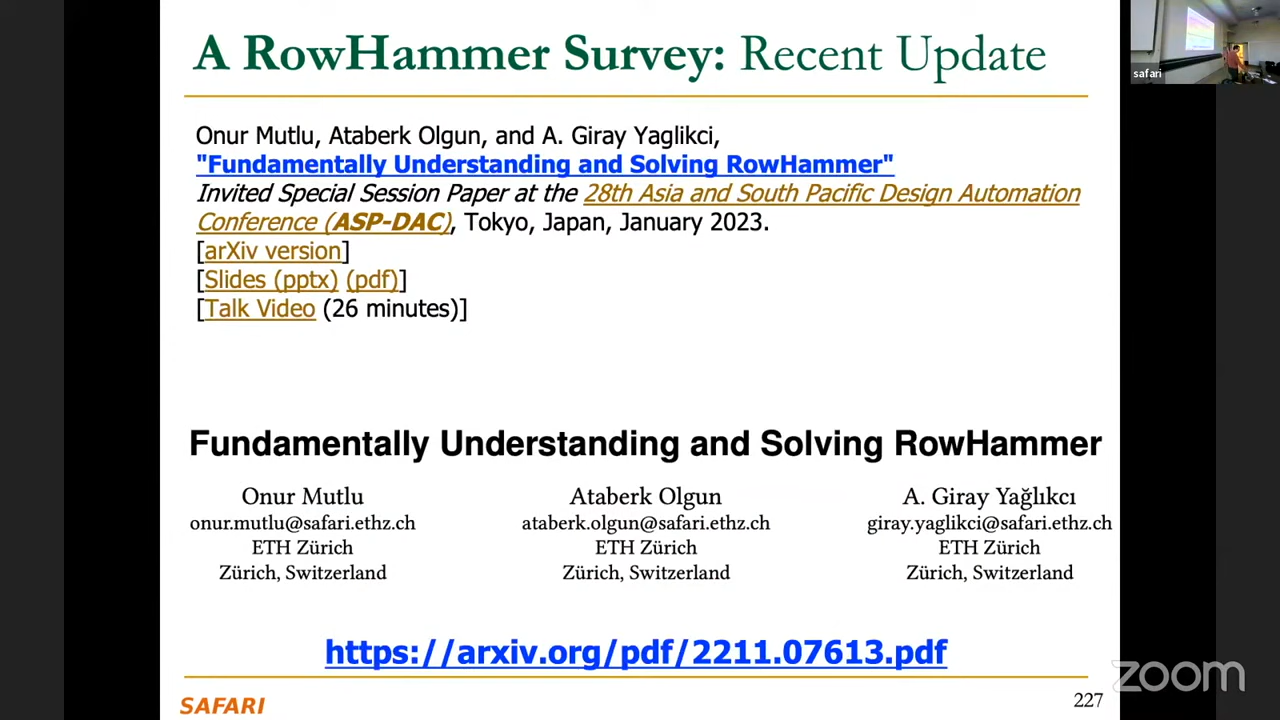 A RowHammer Survey: Recent Update
safari
Onur Mutlu, Ataberk Olgun, and A. Giray Yaglikci,
"Fundamentally Understanding and Solving RowHammer"
Invited Special Session Paper at the 28th Asia and South Pacific Design Automation
Conference (ASP-DAC), Tokyo, Japan, January 2023.
[arXiv version]
[Slides (pptx) (pdf)]
[Talk Video (26 minutes)]
Fundamentally Understanding and Solving RowHammer
Onur Mutlu
onur.mutlu@safari.ethz.ch
ETH Zürich
Zürich, Switzerland
Ataberk Olgun
ataberk.olgun@safari.ethz.ch
ETH Zürich
Zürich, Switzerland
A. Giray Yağlıkcı
giray.yaglikci@safari.ethz.ch
ETH Zürich
Zürich, Switzerland
https://arxiv.org/pdf/2211.07613.pdf
SAFARI
227
zoom